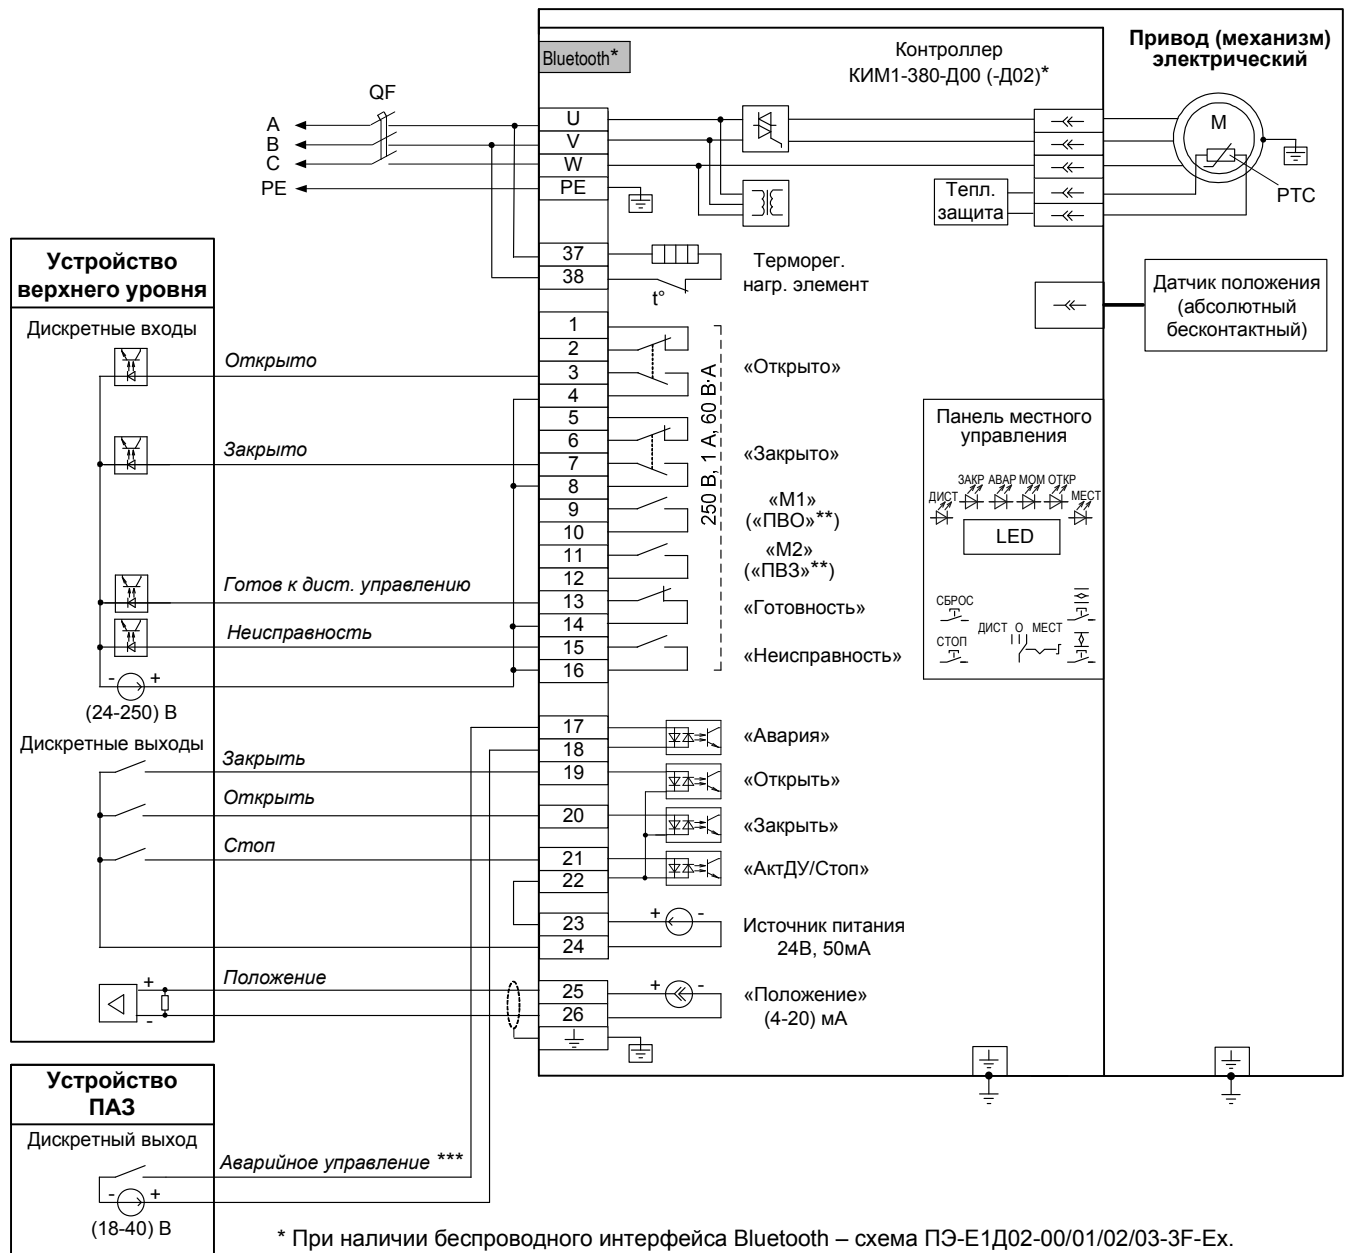 Bluetooth*
Контроллер
КИМ1-380-Д00 (-Д02)*
Привод (механизм)
электрический
QF
A
B
C
PE
U
V
W
PE
M
PTC
Тепл.
защита
37
38
t°
Терморег.
нагр. элемент
Датчик положения
(абсолютный
бесконтактный)
Устройство
верхнего уровня
Дискретные входы
Открыто
Закрыто
Готов к дист. управлению
Неисправность
- +
(24-250) В
Дискретные выходы
Закрыть
Открыть
Стоп
Положение
+
-
1
2
3
4
5
6
7
8
9
10
11
12
13
14
15
16
250 В, 1 А, 60 В·А
«Открыто»
«Закрыто»
«М1»
(«ПВО»**)
«М2»
(«ПВЗ»**)
«Готовность»
«Неисправность»
Панель местного
управления
ДИСТ ЗАКР АВАР МОМ ОТКР МЕСТ
LED
СБРОС
СТОП
ДИСТ О МЕСТ
17
18
19
20
21
22
23
24
25
26
«Авария»
«Открыть»
«Закрыть»
«АктДУ/Стоп»
+ -
Источник питания
24В, 50мА
+ -
«Положение»
(4-20) мА
Устройство
ПАЗ
Дискретный выход
Аварийное управление ***
- +
(18-40) В
* При наличии беспроводного интерфейса Bluetooth – схема ПЭ-Е1Д02-00/01/02/03-3F-Ex.